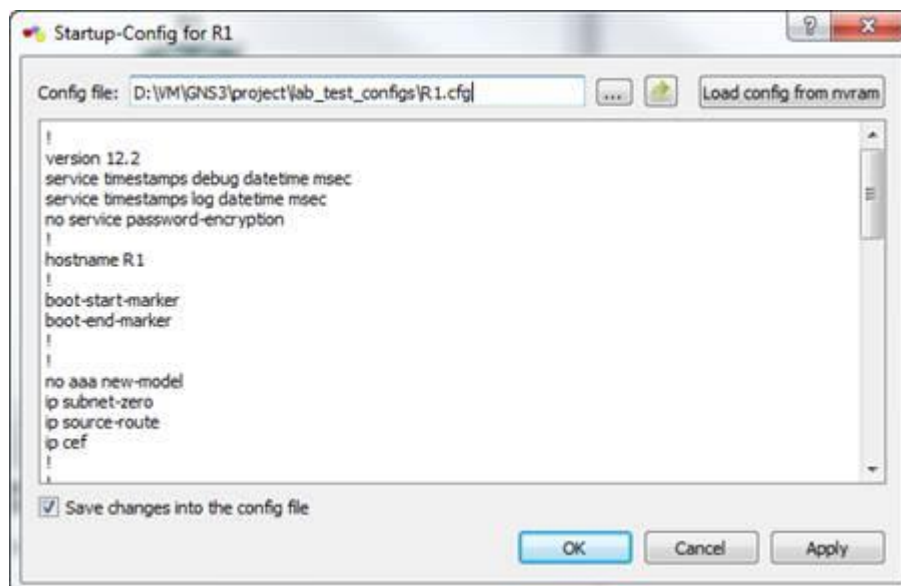 Startup-Config for R1
Config file: D:\VM\GNS3\project\lab_test_configs\R1.cfg ... Load config from nvram
!
version 12.2
service timestamps debug datetime msec
service timestamps log datetime msec
no service password-encryption
!
hostname R1
!
boot-start-marker
boot-end-marker
!
!
no aaa new-model
ip subnet-zero
ip source-route
ip cef
!
!
Save changes into the config file
OK Cancel Apply